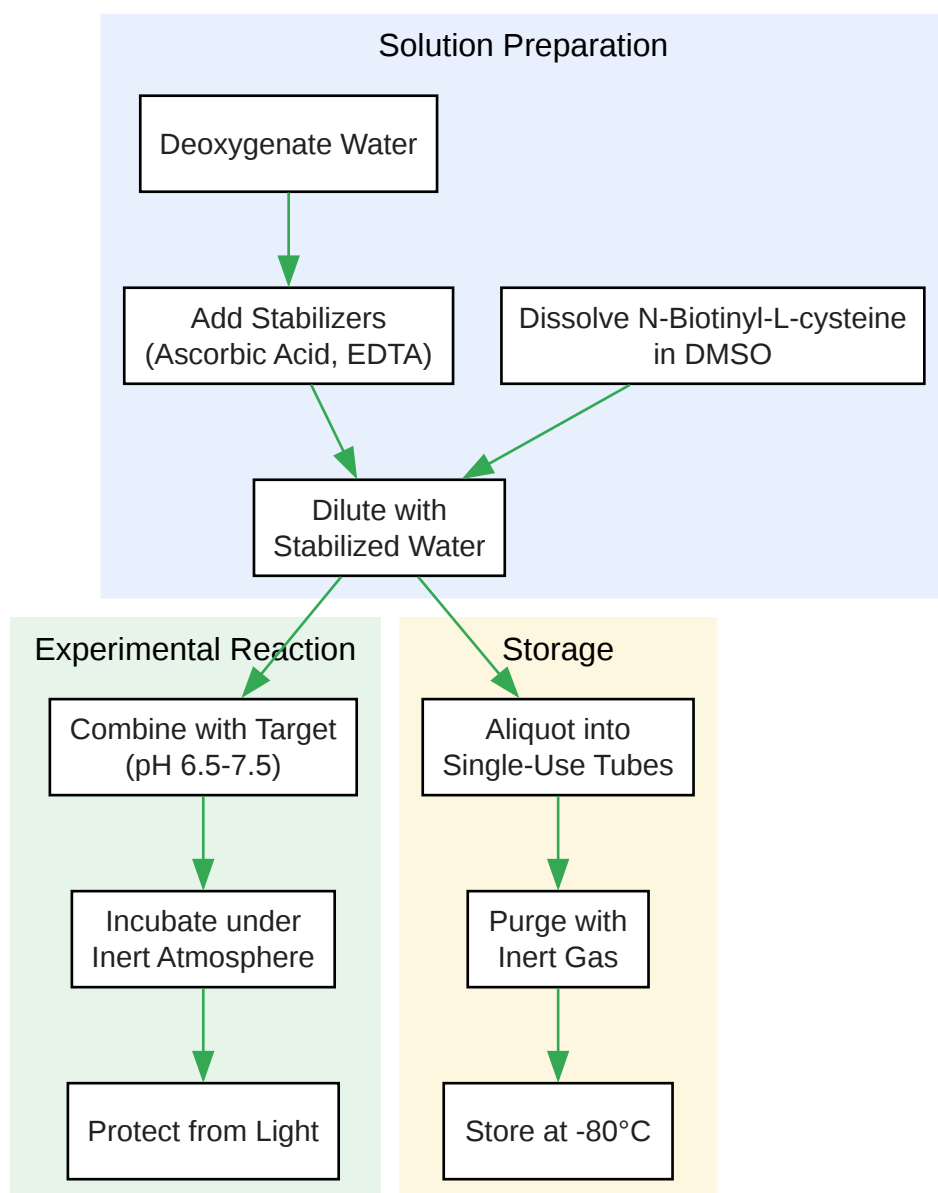 Solution Preparation
Deoxygenate Water
Add Stabilizers
(Ascorbic Acid, EDTA)
Dissolve N-Biotinyl-L-cysteine
in DMSO
Dilute with
Stabilized Water
Experimental Reaction
Combine with Target
(pH 6.5-7.5)
Incubate under
Inert Atmosphere
Protect from Light
Storage
Aliquot into
Single-Use Tubes
Purge with
Inert Gas
Store at -80°C